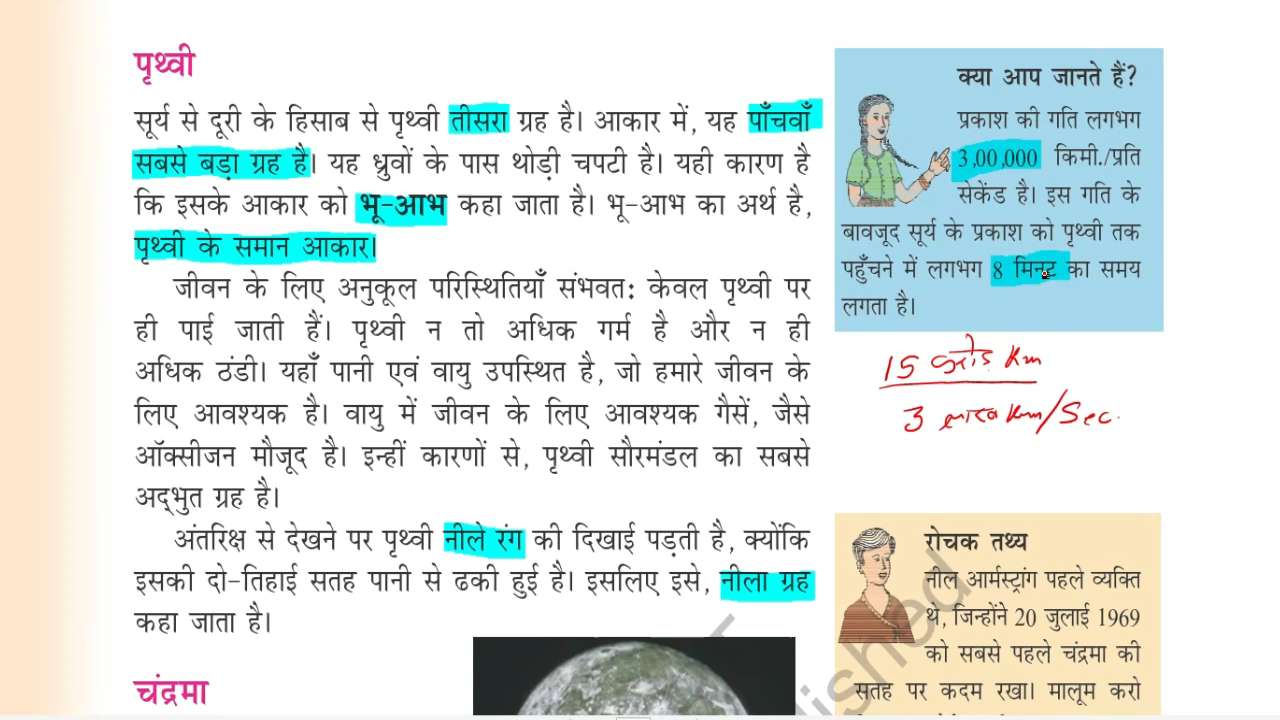 पृथ्वी
सूर्य से दूरी के हिसाब से पृथ्वी तीसरा ग्रह है। आकार में, यह पाँचवाँ
सबसे बड़ा ग्रह है। यह ध्रुवों के पास थोड़ी चपटी है। यही कारण है
कि इसके आकार को भू-आभ कहा जाता है। भू-आभ का अर्थ है,
पृथ्वी के समान आकार।
जीवन के लिए अनुकूल परिस्थितियाँ संभवतः केवल पृथ्वी पर
ही पाई जाती हैं। पृथ्वी न तो अधिक गर्म है और न ही
अधिक ठंडी। यहाँ पानी एवं वायु उपस्थित है, जो हमारे जीवन के
लिए आवश्यक है। वायु में जीवन के लिए आवश्यक गैसें, जैसे
ऑक्सीजन मौजूद है। इन्हीं कारणों से, पृथ्वी सौरमंडल का सबसे
अद्भुत ग्रह है।
अंतरिक्ष से देखने पर पृथ्वी नीले रंग की दिखाई पड़ती है, क्योंकि
इसकी दो-तिहाई सतह पानी से ढकी हुई है। इसलिए इसे, नीला ग्रह
कहा जाता है।
चंद्रमा
क्या आप जानते हैं?
प्रकाश की गति लगभग
3,00,000 किमी./प्रति
सेकेंड है। इस गति के
बावजूद सूर्य के प्रकाश को पृथ्वी तक
पहुँचने में लगभग 8 मिनट का समय
लगता है।
15 करोड़ Km
3 लाख Km/Sec.
रोचक तथ्य
नील आर्मस्ट्रांग पहले व्यक्ति
थे, जिन्होंने 20 जुलाई 1969
को सबसे पहले चंद्रमा की
सतह पर कदम रखा। मालूम करो